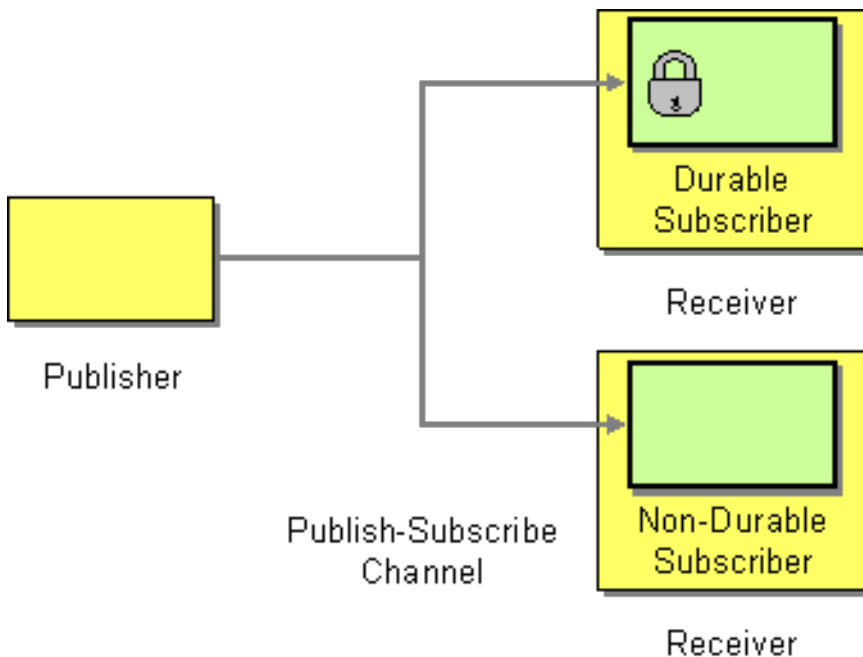 Durable
Subscriber
Receiver
Publisher
Publish-Subscribe
Channel
Non-Durable
Subscriber
Receiver